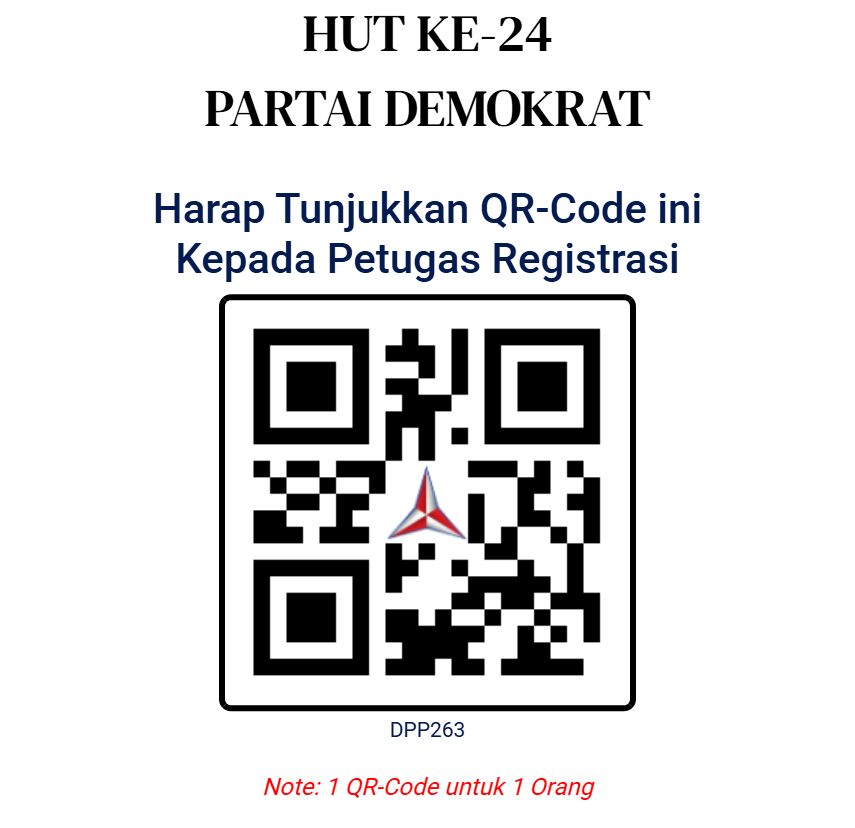 HUT KE-24
PARTAI DEMOKRAT
Harap Tunjukkan QR-Code ini
Kepada Petugas Registrasi
DPP263
Note: 1 QR-Code untuk 1 Orang